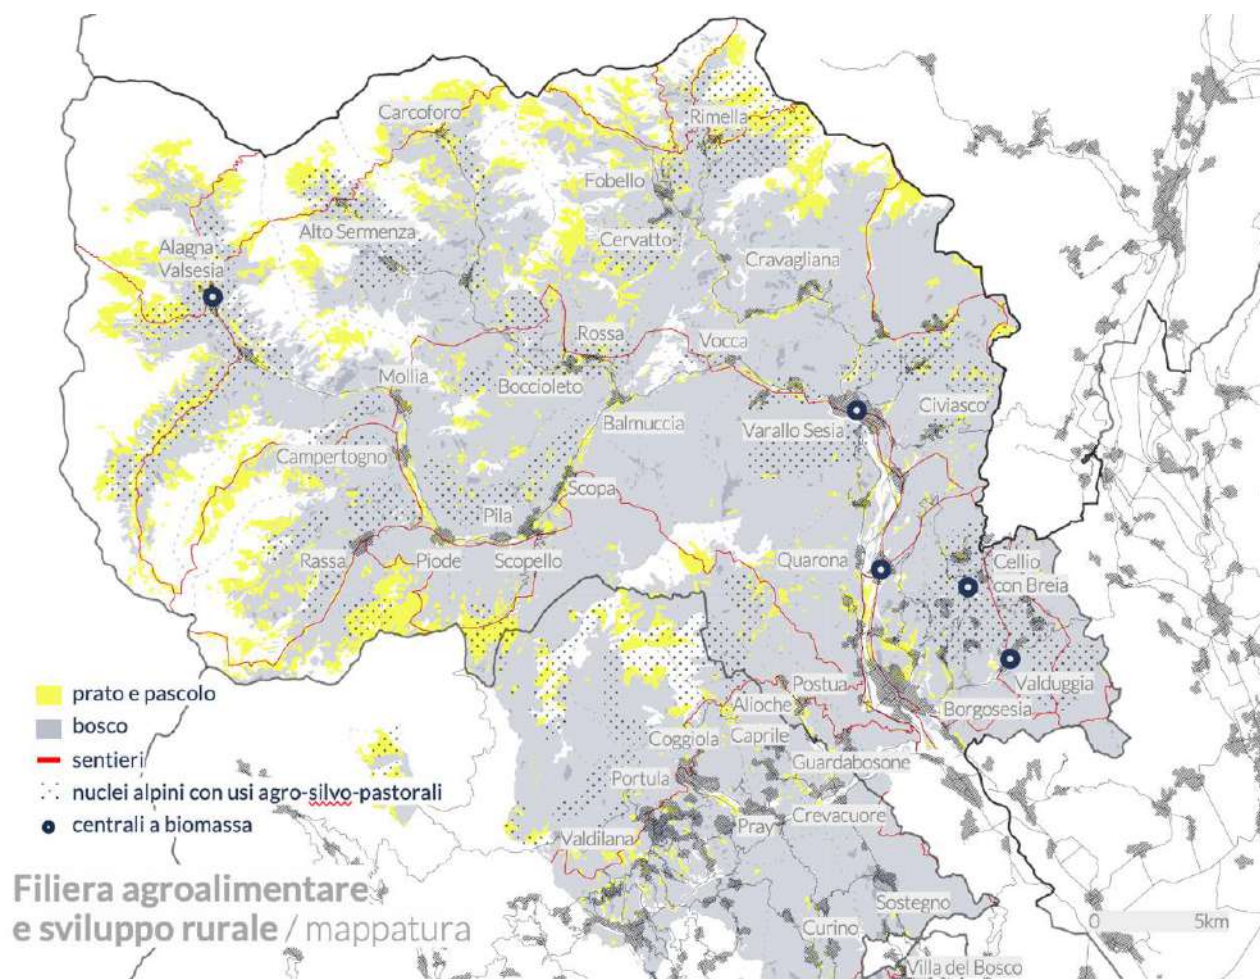 Carcoforo
Rimella
Fobello
Alto Sermenza
Cervatto
Alagna
Valsesia
Cravagliana
Rossa
Vocca
Mollia
Boccioleto
Balmuccia
Civiasco
Varallo Sesia
Campertogno
Scopa
Pila
Rassa
Piode
Scopello
Quarona
Cellio
con Breia
Postua
Valduggia
Alioche
Borgosesia
Coggiola
Caprile
Guardabosone
Portula
Crevacuore
Pray
Valdilana
Sostegno
Curino
Villa del Bosco
prato e pascolo
bosco
sentieri
nuclei alpini con usi agro-silvo-pastorali
centrali a biomassa
Filiera agroalimentare
e sviluppo rurale / mappatura
0 5km